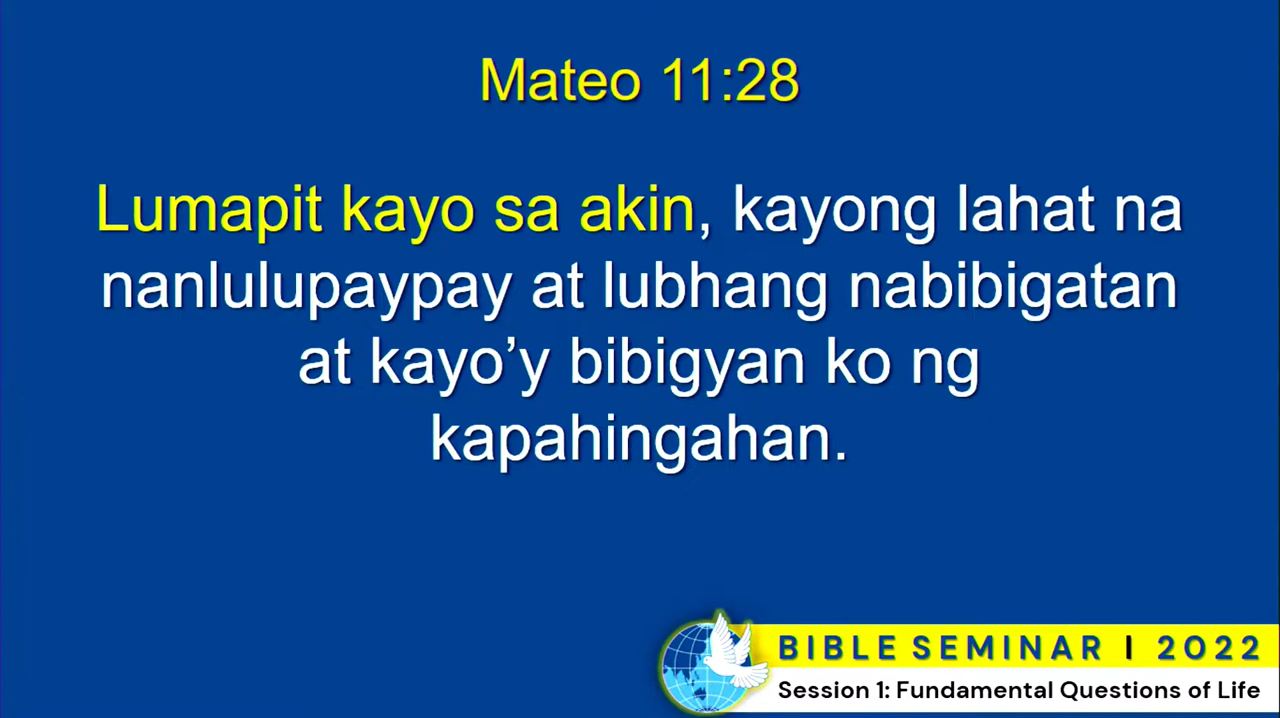 Mateo 11:28
Lumapit kayo sa akin, kayong lahat na
nanlulupaypay at lubhang nabibigatan
at kayo’y bibigyan ko ng
kapahingahan.
BIBLE SEMINAR | 2022
Session 1: Fundamental Questions of Life